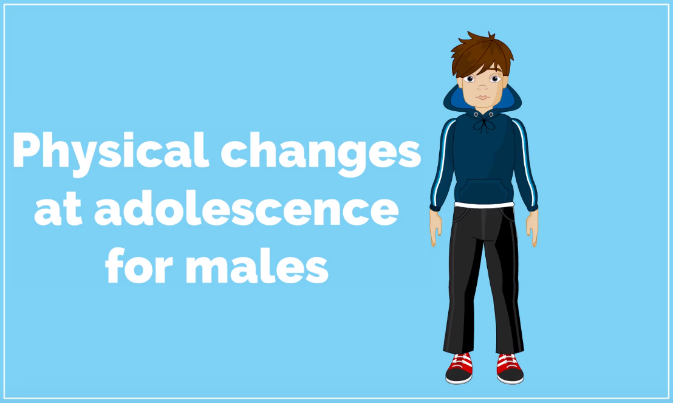 Physical changes
at adolescence
for males